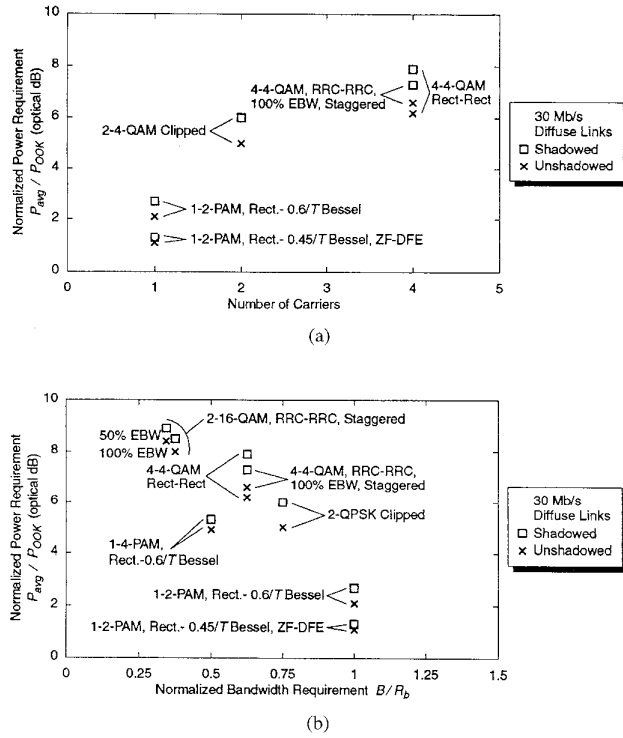 Normalized Power Requirement
P_avg / P_OOK (optical dB)
10
8
6
4
2
0
4-4-QAM, RRC-RRC,
100% EBW, Staggered
4-4-QAM
Rect-Rect
2-4-QAM Clipped
1-2-PAM, Rect.- 0.6/T Bessel
1-2-PAM, Rect.- 0.45/T Bessel, ZF-DFE
0
1
2
3
4
5
Number of Carriers
30 Mb/s
Diffuse Links
Shadowed
Unshadowed
(a)
Normalized Power Requirement
P_avg / P_OOK (optical dB)
10
8
6
4
2
0
50% EBW
100% EBW
2-16-QAM, RRC-RRC, Staggered
4-4-QAM
Rect-Rect
4-4-QAM, RRC-RRC,
100% EBW, Staggered
2-QPSK Clipped
1-4-PAM,
Rect.-0.6/T Bessel
1-2-PAM, Rect.- 0.6/T Bessel
1-2-PAM, Rect.- 0.45/T Bessel, ZF-DFE
0
0.25
0.5
0.75
1
1.25
1.5
Normalized Bandwidth Requirement B/R_b
30 Mb/s
Diffuse Links
Shadowed
Unshadowed
(b)